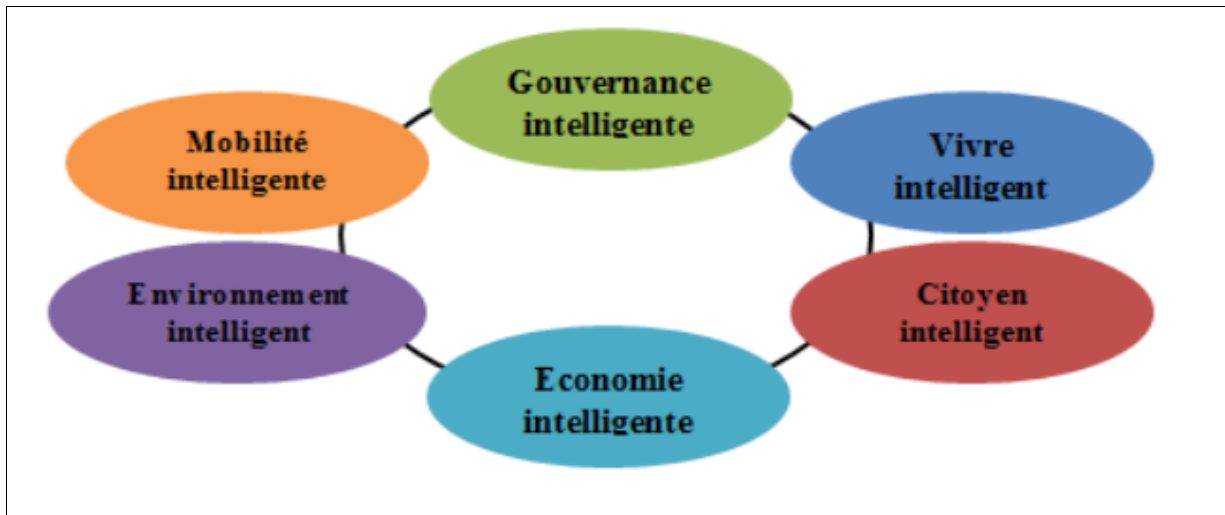 Gouvernance
intelligente
Mobilité
intelligente
Vivre
intelligent
Environnement
intelligent
Citoyen
intelligent
Economie
intelligente